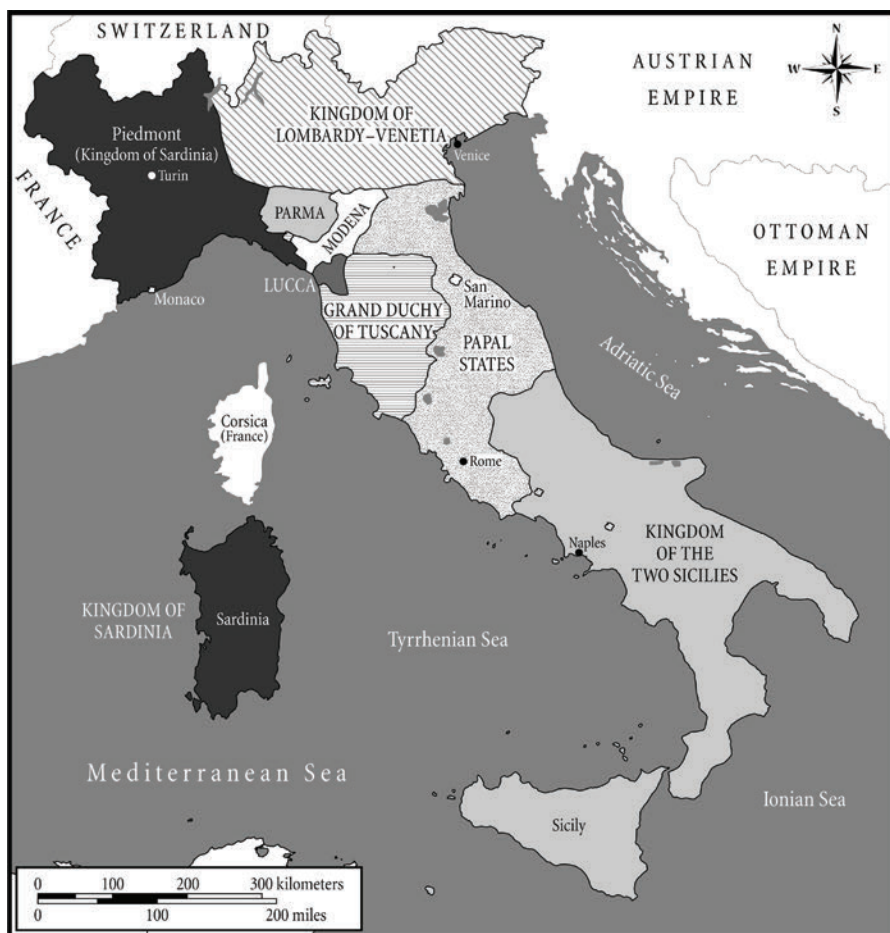 SWITZERLAND
AUSTRIAN
EMPIRE
N
W E
S
KINGDOM OF
LOMBARDY–VENETIA
Piedmont
(Kingdom of Sardinia)
Turin
Venice
FRANCE
PARMA
MODENA
OTTOMAN
EMPIRE
Monaco
LUCCA
San
Marino
GRAND DUCHY
OF TUSCANY
PAPAL
STATES
Adriatic Sea
Corsica
(France)
Rome
KINGDOM
OF THE
TWO SICILIES
Naples
KINGDOM OF
SARDINIA
Sardinia
Tyrrhenian Sea
Mediterranean Sea
Ionian Sea
Sicily
0 100 200 300 kilometers
0 100 200 miles